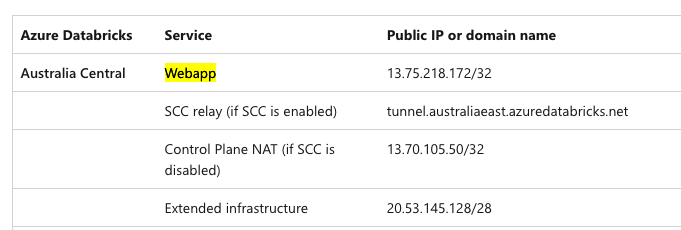 Azure Databricks Service Public IP or domain name
Australia Central Webapp 13.75.218.172/32
SCC relay (if SCC is enabled) tunnel.australiaeast.azuredatabricks.net
Control Plane NAT (if SCC is 13.70.105.50/32
disabled)
Extended infrastructure 20.53.145.128/28